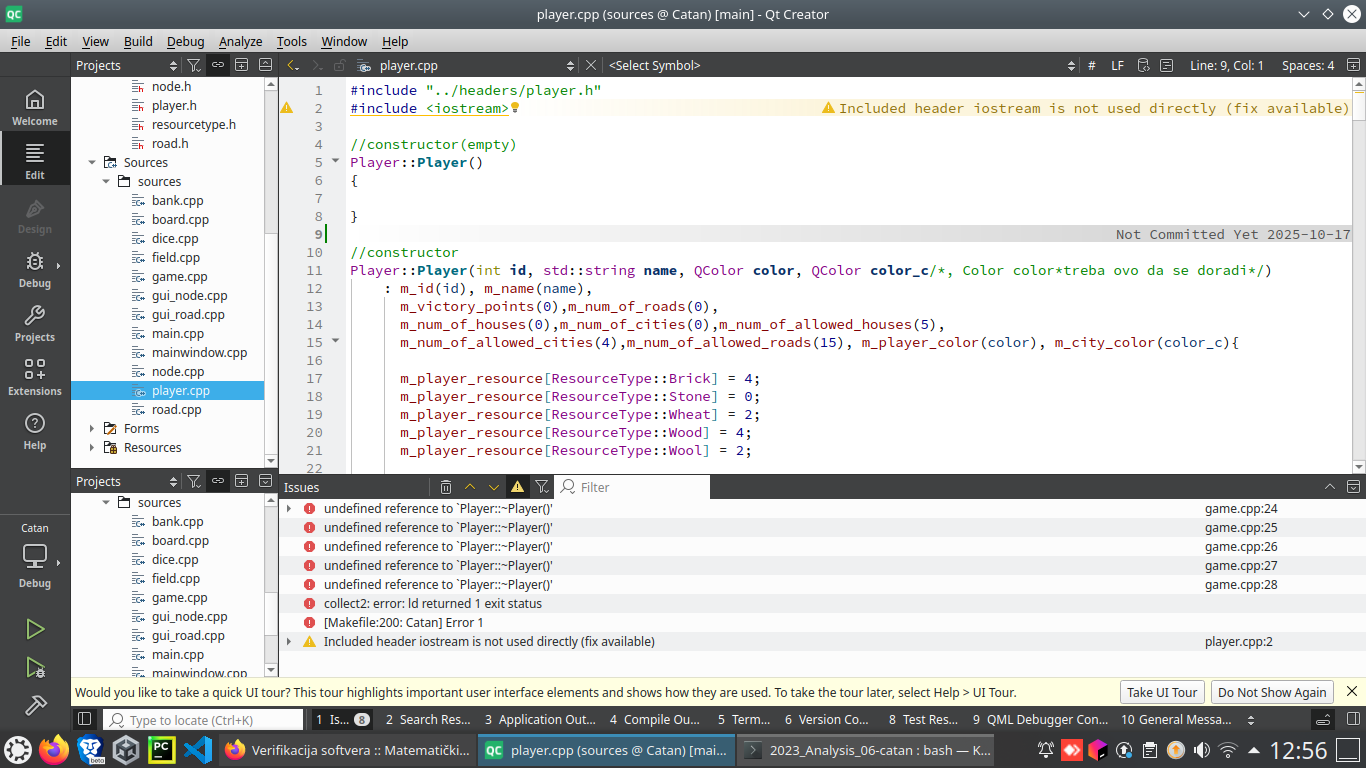 QC
player.cpp (sources @ Catan) [main] - Qt Creator
File Edit View Build Debug Analyze Tools Window Help
Projects
player.cpp
<Select Symbol>
# LF Line: 9, Col: 1 Spaces: 4
Welcome
Edit
Design
Debug
Projects
Extensions
Help
Catan
Debug
node.h
player.h
resourcetype.h
road.h
Sources
sources
bank.cpp
board.cpp
dice.cpp
field.cpp
game.cpp
gui_node.cpp
gui_road.cpp
main.cpp
mainwindow.cpp
node.cpp
player.cpp
road.cpp
Forms
Resources
1 #include "../headers/player.h"
2 #include <iostream> Included header iostream is not used directly (fix available)
3
4 //constructor(empty)
5 Player::Player()
6 {
7
8 }
9 Not Committed Yet 2025-10-17
10 //constructor
11 Player::Player(int id, std::string name, QColor color, QColor color_c/*, Color color*treba ovo da se doradi*/)
12 : m_id(id), m_name(name),
13 m_victory_points(0),m_num_of_roads(0),
14 m_num_of_houses(0),m_num_of_cities(0),m_num_of_allowed_houses(5),
15 m_num_of_allowed_cities(4),m_num_of_allowed_roads(15), m_player_color(color), m_city_color(color_c){
16
17 m_player_resource[ResourceType::Brick] = 4;
18 m_player_resource[ResourceType::Stone] = 0;
19 m_player_resource[ResourceType::Wheat] = 2;
20 m_player_resource[ResourceType::Wood] = 4;
21 m_player_resource[ResourceType::Wool] = 2;
22
Projects
sources
bank.cpp
board.cpp
dice.cpp
field.cpp
game.cpp
gui_node.cpp
gui_road.cpp
main.cpp
mainwindow.cpp
Issues
Filter
undefined reference to `Player::~Player()' game.cpp:24
undefined reference to `Player::~Player()' game.cpp:25
undefined reference to `Player::~Player()' game.cpp:26
undefined reference to `Player::~Player()' game.cpp:27
undefined reference to `Player::~Player()' game.cpp:28
collect2: error: ld returned 1 exit status
[Makefile:200: Catan] Error 1
Included header iostream is not used directly (fix available) player.cpp:2
Would you like to take a quick UI tour? This tour highlights important user interface elements and shows how they are used. To take the tour later, select Help > UI Tour.
Take UI Tour
Do Not Show Again
Type to locate (Ctrl+K)
1 Is... 8 2 Search Res... 3 Application Out... 4 Compile Ou... 5 Term... 6 Version Co... 8 Test Res... 9 QML Debugger Con... 10 General Messa...
beta
PC
Verifikacija softvera :: Matematički...
QC player.cpp (sources @ Catan) [mai...
2023_Analysis_06-catan : bash — K...
12:56